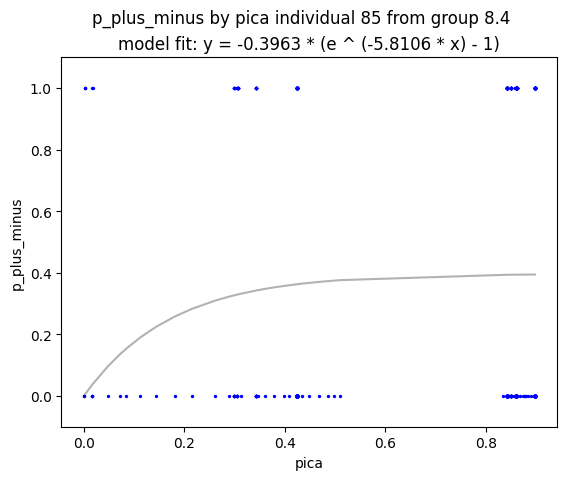 p_plus_minus by pica individual 85 from group 8.4
model fit: y = -0.3963 * (e ^ (-5.8106 * x) - 1)
1.0
0.8
0.6
0.4
0.2
0.0
p_plus_minus
0.0 0.2 0.4 0.6 0.8
pica